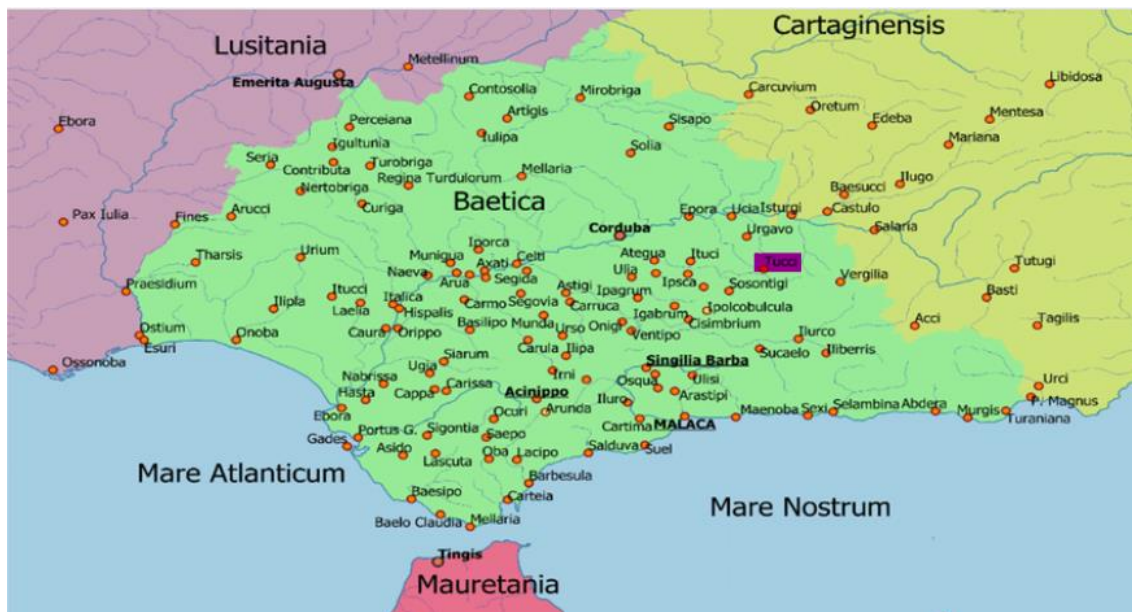 Cartaginensis
Lusitania
Metellinum
Emerita Augusta
Libidosa
Contosolia
Mirobriga
Carcuvium
Oretum
Artigis
Edeba
Mentesa
Ebora
Perceiana
Iulipa
Sisapo
Mariana
Igultunia
Solia
Seria
Contributa
Turobriga
Regina Turdulorum
Mellaria
Ilugo
Nertobriga
Baesucci
Baetica
Curiga
Pax Iulia
Fines
Arucci
Epora
Ucia
Isturgi
Castulo
Corduba
Urgavo
Salaria
Iporca
Tharsis
Urium
Munigua
Axati
Celti
Ategua
Ituci
Tucci
Tutugi
Naeva
Arua
Segida
Ulia
Ipsca
Sosontigi
Vergilia
Praesidium
Ilipla
Itucci
Laelia
Italica
Hispalis
Carmo
Segovia
Astigi
Carruca
Ipagrum
Igabrum
Ipolcobulcula
Basti
Ostium
Esuri
Onoba
Caura
Orippo
Basilipo
Munda
Urso
Onigi
Ventipo
Cisimbrium
Acci
Tagilis
Carula
Ilipa
Ilurco
Sucaelo
Iliberris
Ossonoba
Siarum
Ugia
Singilia Barba
Nabrissa
Irni
Osqua
Ulisi
Urci
Hasta
Cappa
Carissa
Acinippo
Iluro
Arastipi
P. Magnus
Ebora
Ocuri
Arunda
Cartima
MALACA
Maenoba
Sexi
Selambina
Abdera
Murgis
Turaniana
Portus G.
Sigontia
Saepo
Gades
Asido
Lascuta
Oba
Lacipo
Salduva
Suel
Mare Atlanticum
Barbesula
Baesipo
Carteia
Mare Nostrum
Baelo Claudia
Mellaria
Tingis
Mauretania